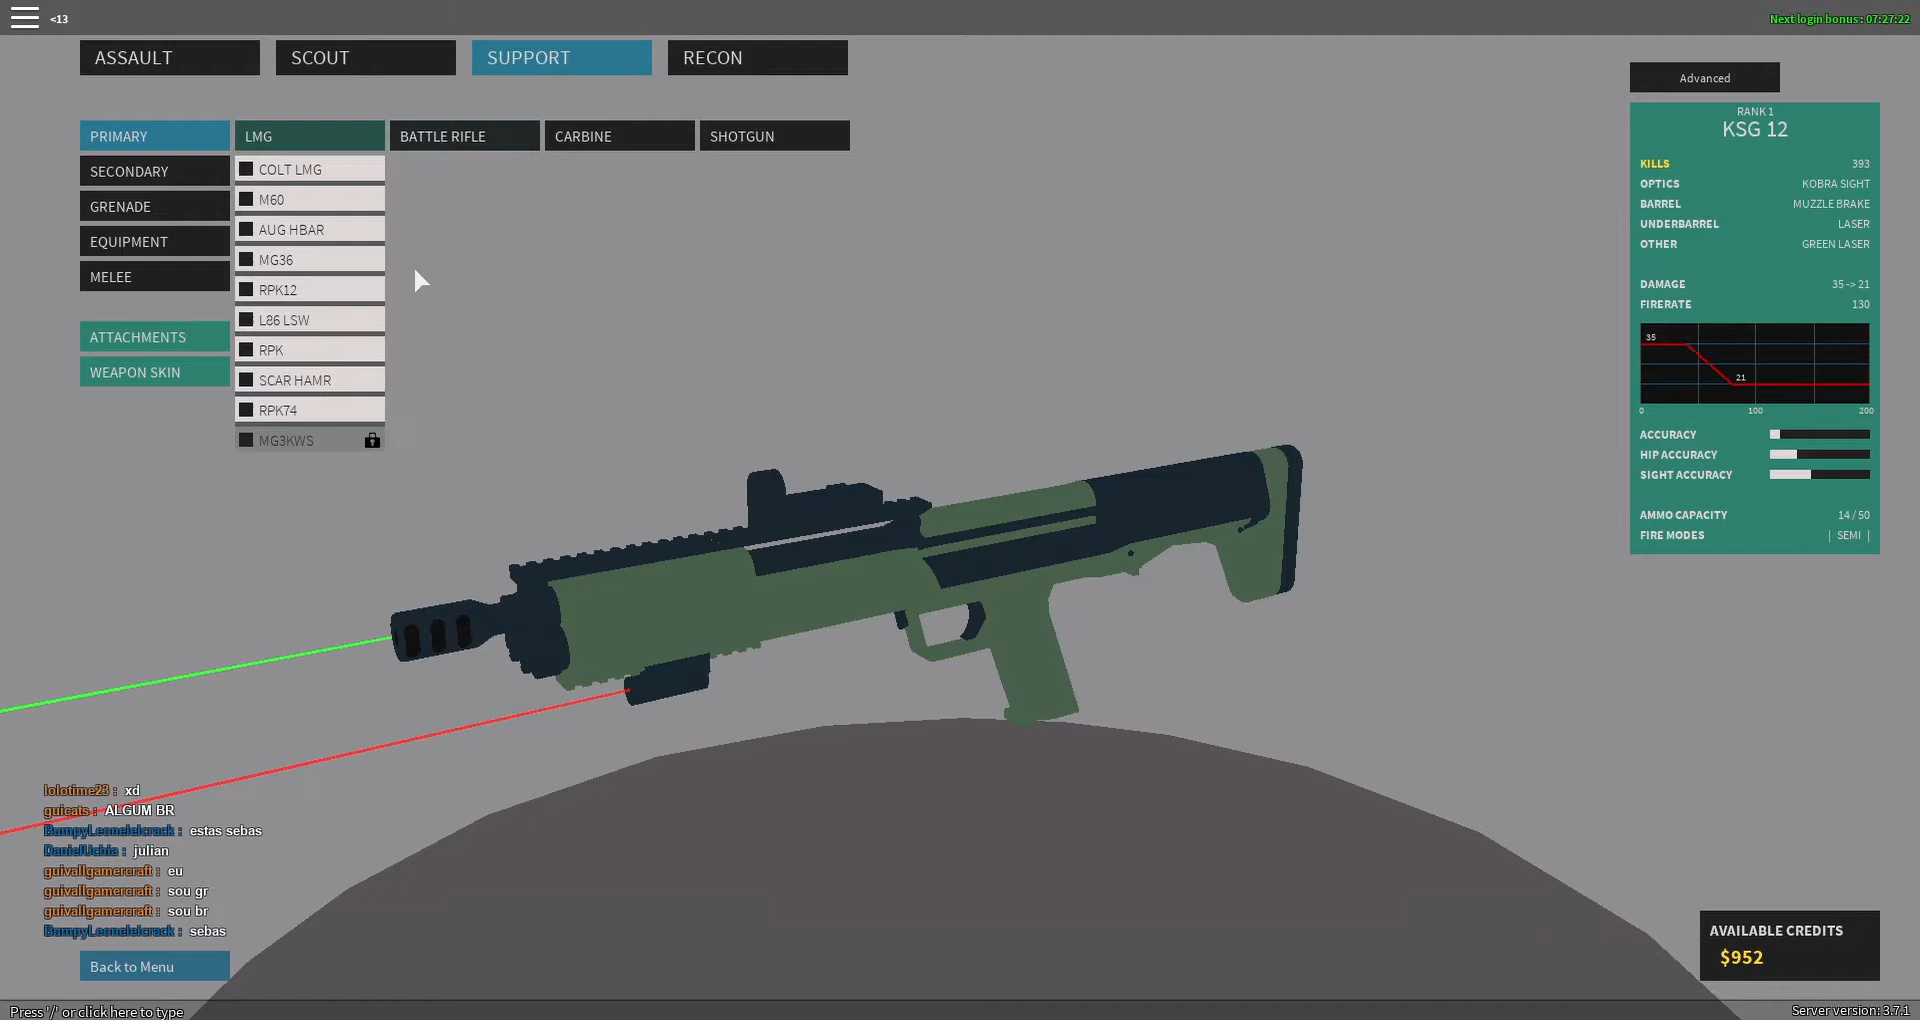 <13
Next login bonus : 07:27:22
ASSAULT SCOUT SUPPORT RECON
Advanced
PRIMARY LMG BATTLE RIFLE CARBINE SHOTGUN
SECONDARY
GRENADE
EQUIPMENT
MELEE
ATTACHMENTS
WEAPON SKIN
COLT LMG
M60
AUG HBAR
MG36
RPK12
L86 LSW
RPK
SCAR HAMR
RPK74
MG3KWS
RANK 1
KSG 12
KILLS 393
OPTICS KOBRA SIGHT
BARREL MUZZLE BRAKE
UNDERBARREL LASER
OTHER GREEN LASER
DAMAGE 35 -> 21
FIRERATE 130
35
21
0 100 200
ACCURACY
HIP ACCURACY
SIGHT ACCURACY
AMMO CAPACITY 14 / 50
FIRE MODES | SEMI |
lolotime23 : xd
guicats : ALGUM BR
BumpyLeonelelcrack : estas sebas
DanielUchia : julian
guivallgamercraft : eu
guivallgamercraft : sou gr
guivallgamercraft : sou br
BumpyLeonelelcrack : sebas
Back to Menu
AVAILABLE CREDITS
$952
Press '/' or click here to type
Server version: 3.7.1